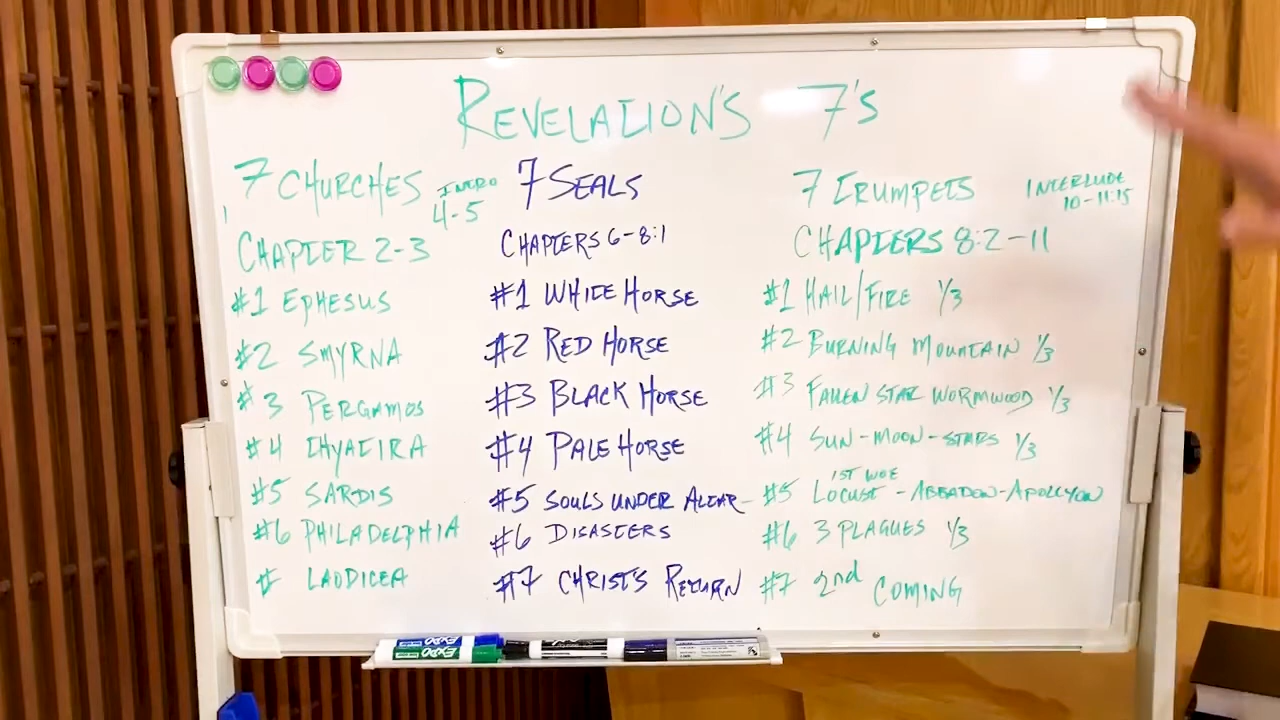 REVELATION'S 7'S
7 CHURCHES
INTRO
4-5
CHAPTER 2-3
#1 EPHESUS
#2 SMYRNA
#3 PERGAMOS
#4 THYATIRA
#5 SARDIS
#6 PHILADELPHIA
# LAODICEA
7 SEALS
CHAPTERS 6-8:1
#1 WHITE HORSE
#2 RED HORSE
#3 BLACK HORSE
#4 PALE HORSE
#5 SOULS UNDER ALTAR
#6 DISASTERS
#7 CHRIST'S RETURN
7 TRUMPETS
INTERLUDE
10-11:15
CHAPTERS 8:2-11
#1 HAIL/FIRE 1/3
#2 BURNING MOUNTAIN 1/3
#3 FALLEN STAR WORMWOOD 1/3
#4 SUN-MOON-STARS 1/3
1ST WOE
#5 LOCUST-ABBADON-APOLLYON
#6 3 PLAGUES 1/3
#7 2nd COMING
EXPO
EXPO